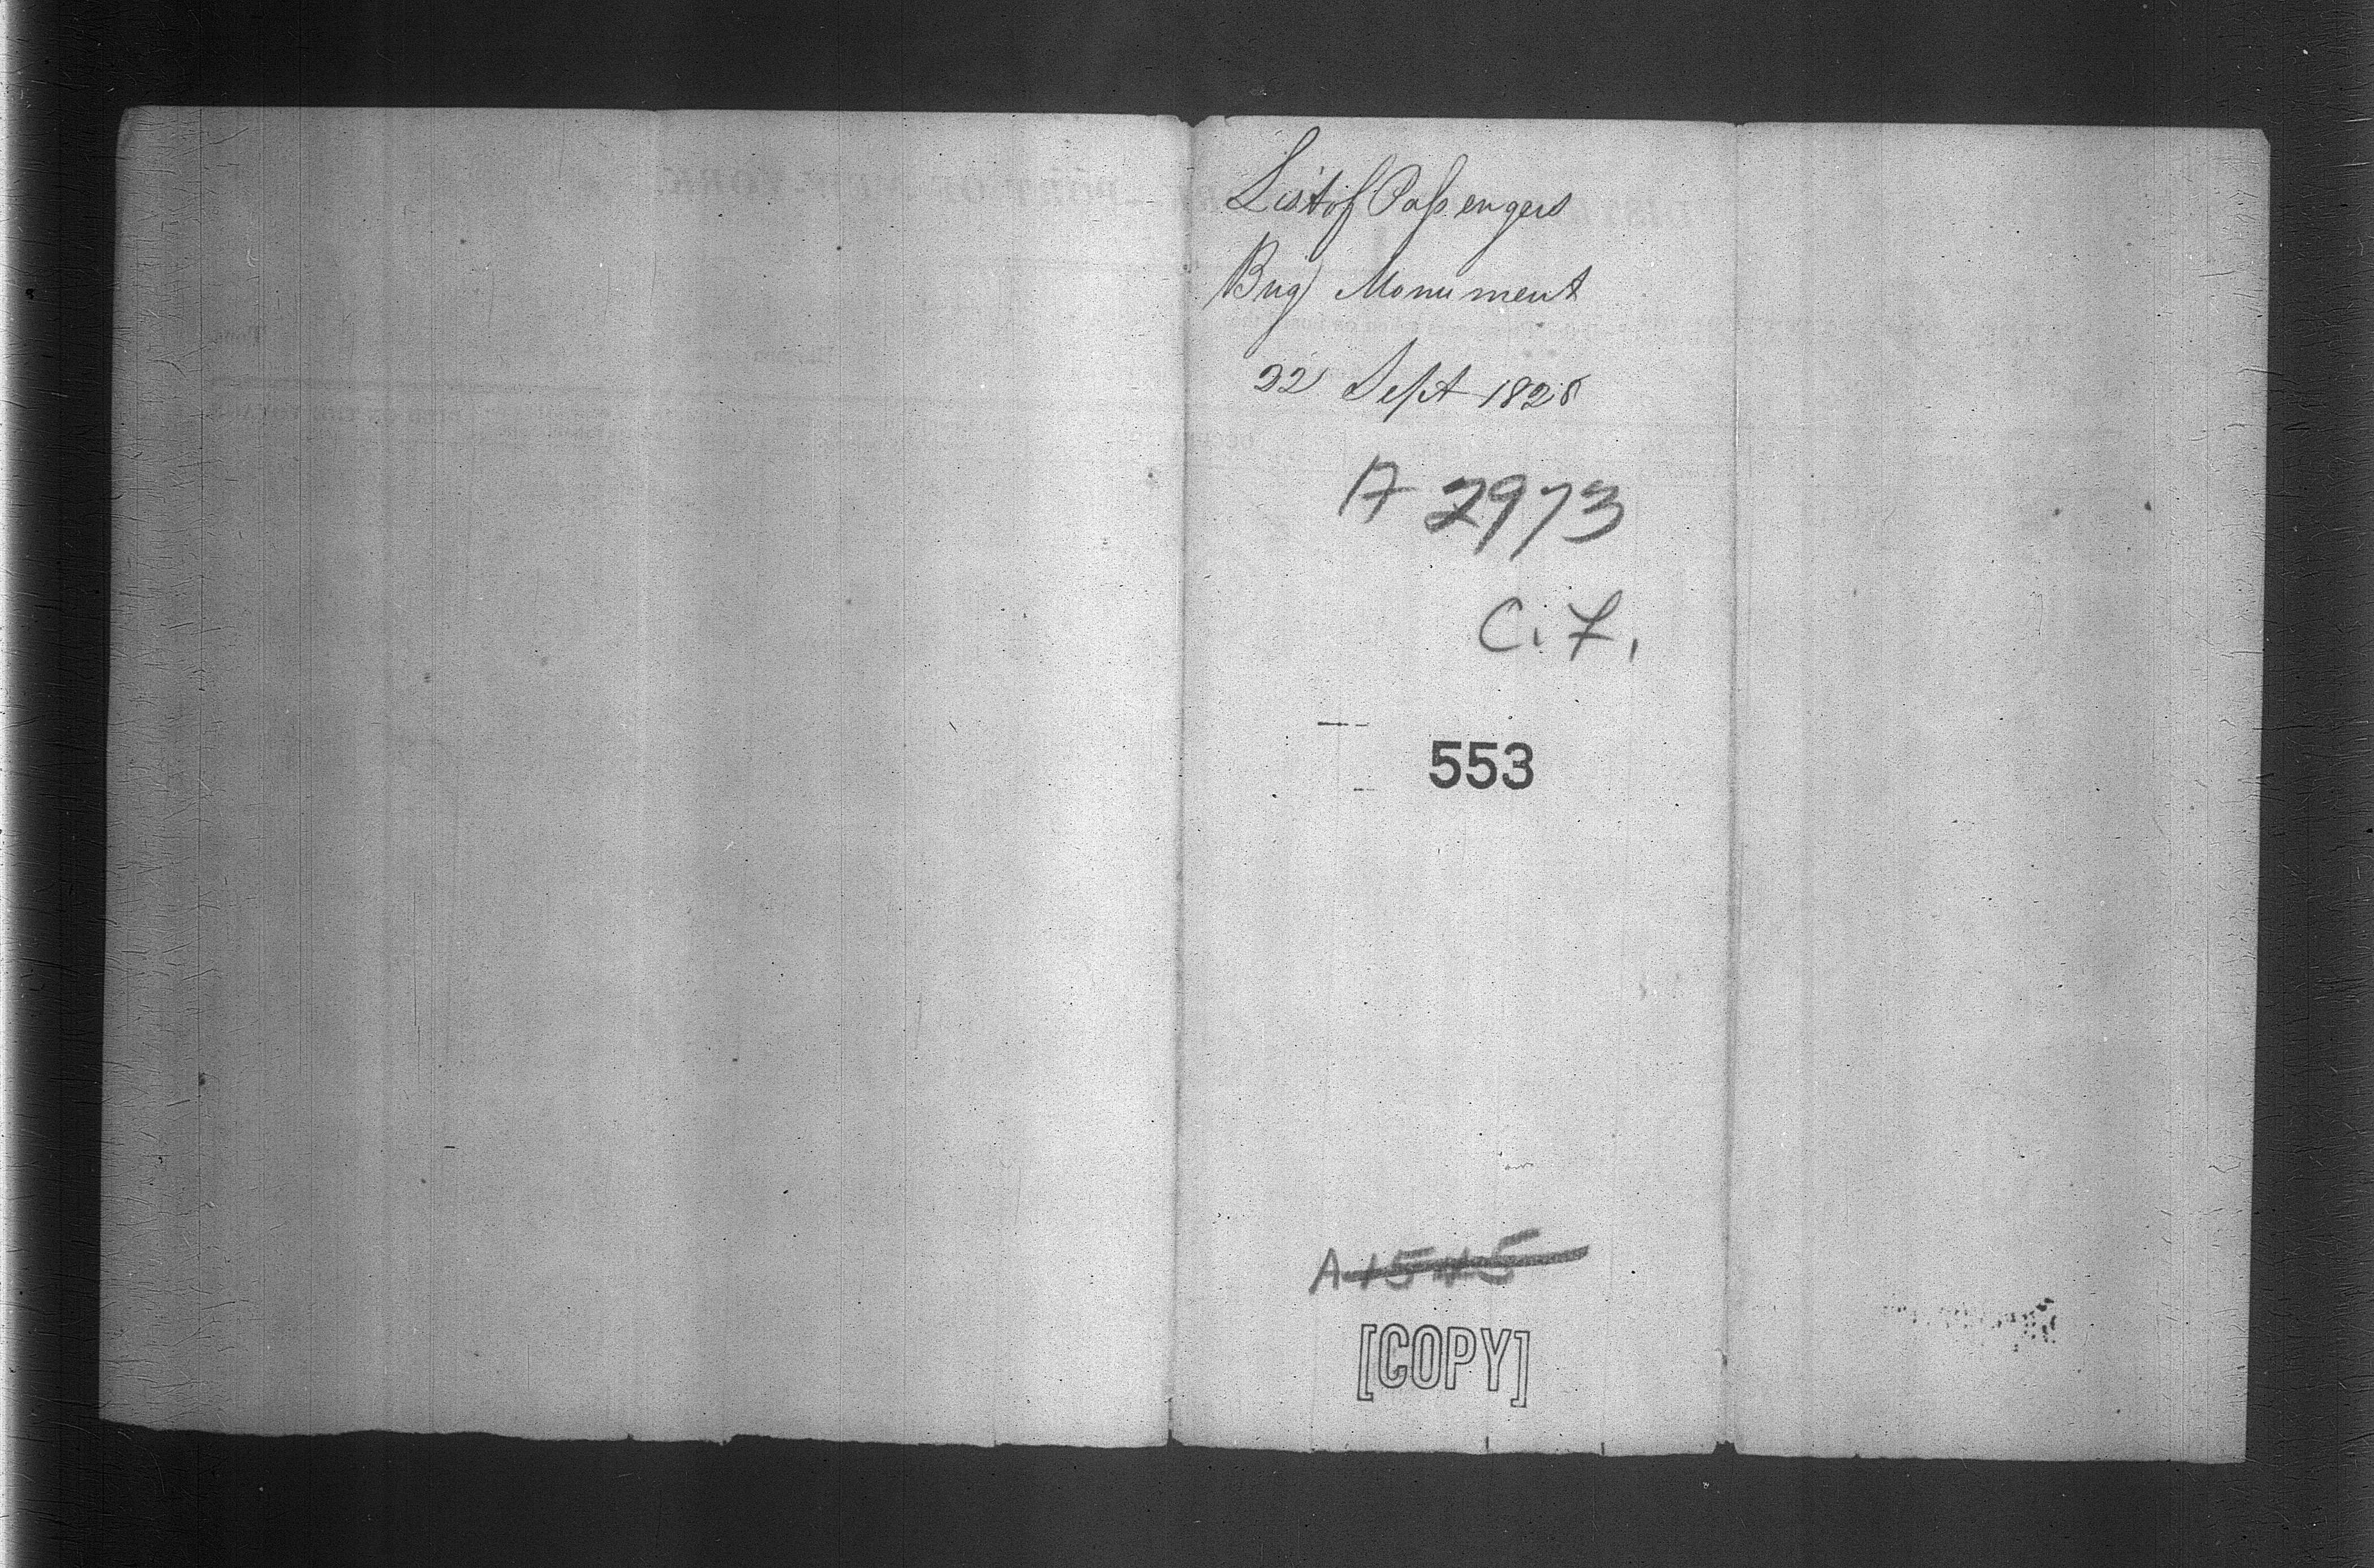 List of Passengers
Brig Monument
22 Sept 1828
A 2973
C. F.
553
A 1545
[COPY]